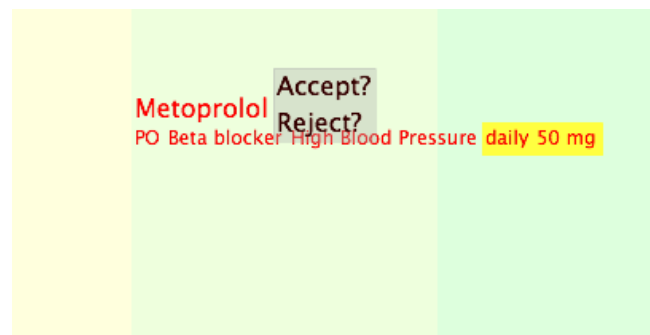 Metoprolol
Accept?
Reject?
PO Beta blocker High Blood Pressure daily 50 mg